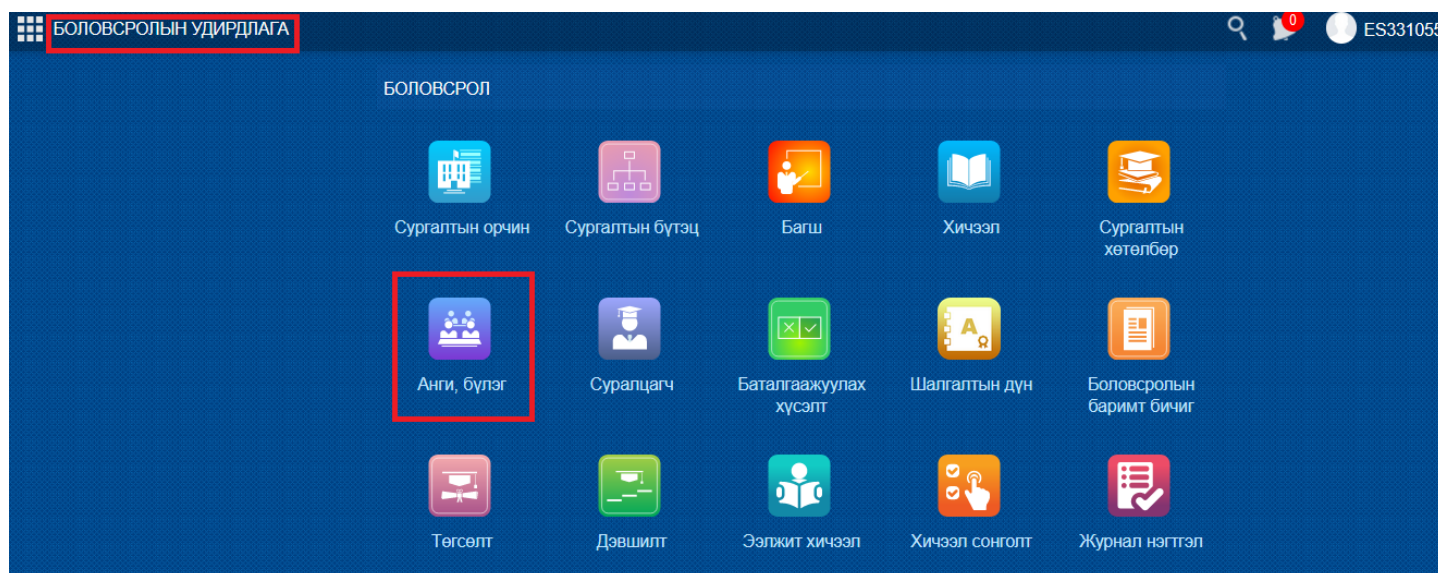 БОЛОВСРОЛЫН УДИРДЛАГА
0
ES331055
БОЛОВСРОЛ
Сургалтын орчин
Сургалтын бүтэц
Багш
Хичээл
Сургалтын
хөтөлбөр
Анги, бүлэг
Суралцагч
Баталгаажуулах
хүсэлт
Шалгалтын дүн
Боловсролын
баримт бичиг
Төгсөлт
Дэвшилт
Ээлжит хичээл
Хичээл сонголт
Журнал нэгтгэл